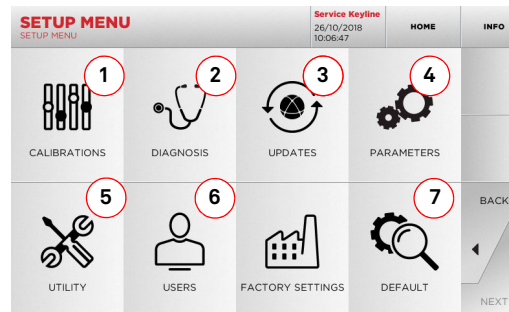 SETUP MENU
SETUP MENU
Service Keyline
26/10/2018
10:06:47
HOME
INFO
1
2
3
4
CALIBRATIONS
DIAGNOSIS
UPDATES
PARAMETERS
5
6
7
BACK
UTILITY
USERS
FACTORY SETTINGS
DEFAULT
NEXT